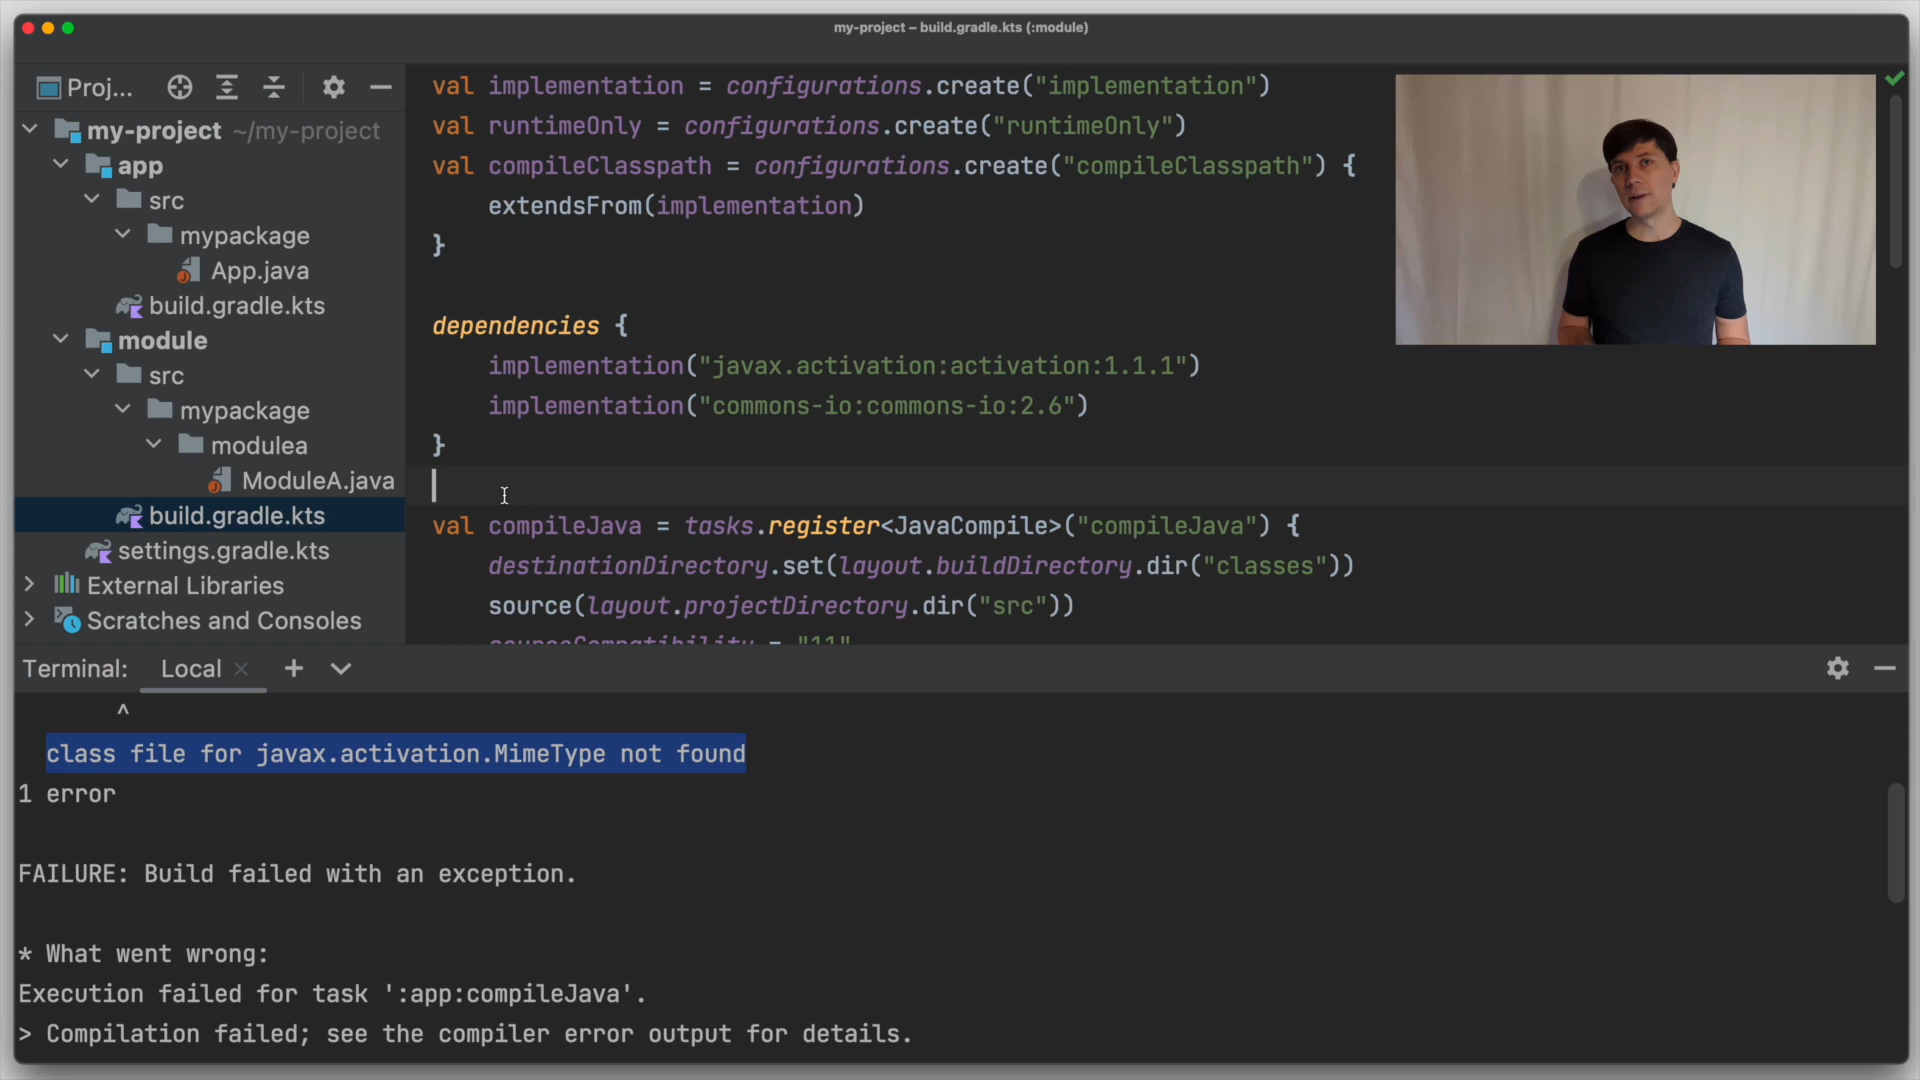 my-project – build.gradle.kts (:module)
Proj...
my-project ~/my-project
app
src
mypackage
App.java
build.gradle.kts
module
src
mypackage
modulea
ModuleA.java
build.gradle.kts
settings.gradle.kts
External Libraries
Scratches and Consoles
val implementation = configurations.create("implementation")
val runtimeOnly = configurations.create("runtimeOnly")
val compileClasspath = configurations.create("compileClasspath") {
extendsFrom(implementation)
}
dependencies {
implementation("javax.activation:activation:1.1.1")
implementation("commons-io:commons-io:2.6")
}
val compileJava = tasks.register<JavaCompile>("compileJava") {
destinationDirectory.set(layout.buildDirectory.dir("classes"))
source(layout.projectDirectory.dir("src"))
sourceCompatibility = "11"
Terminal: Local × +
^
class file for javax.activation.MimeType not found
1 error
FAILURE: Build failed with an exception.
* What went wrong:
Execution failed for task ':app:compileJava'.
> Compilation failed; see the compiler error output for details.